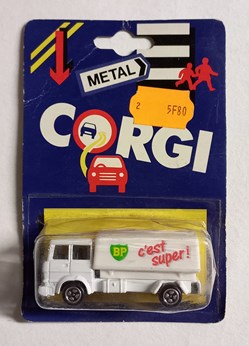 METAL
2 5F80
CORGI
BP
c'est
super!